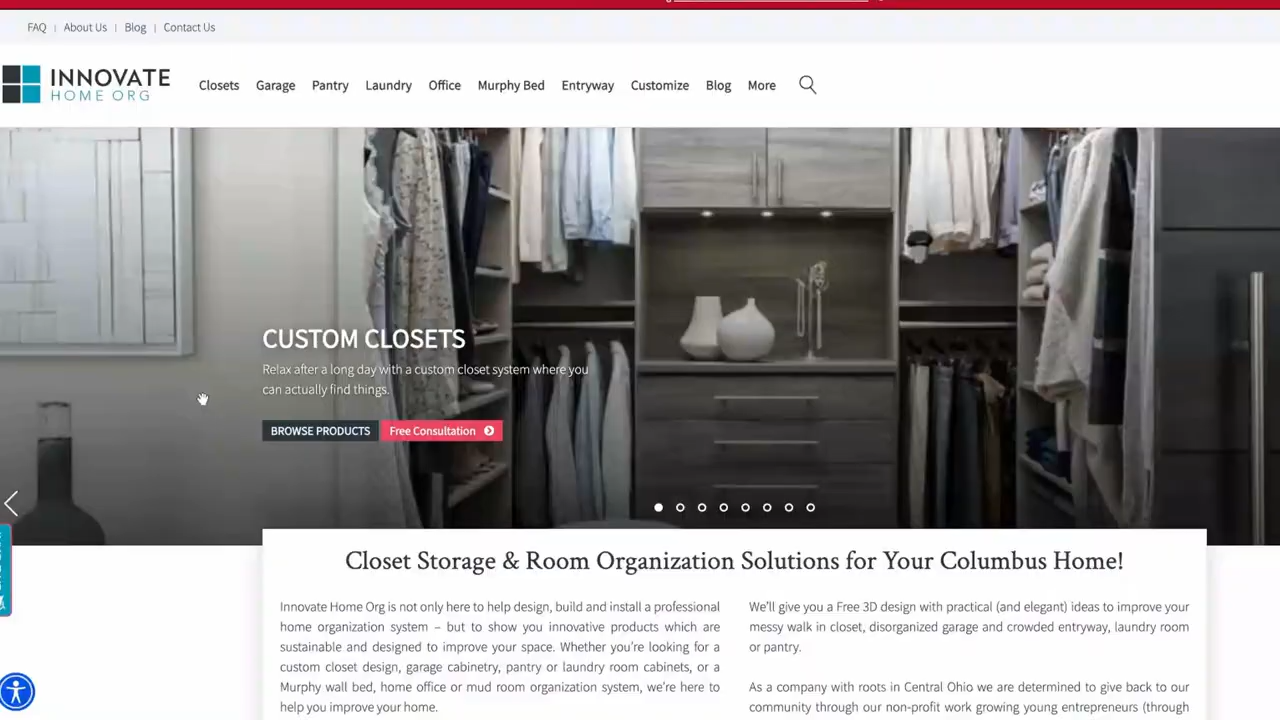 FAQ | About Us | Blog | Contact Us
INNOVATE
HOME ORG
Closets Garage Pantry Laundry Office Murphy Bed Entryway Customize Blog More
CUSTOM CLOSETS
Relax after a long day with a custom closet system where you
can actually find things.
BROWSE PRODUCTS Free Consultation
Closet Storage & Room Organization Solutions for Your Columbus Home!
Innovate Home Org is not only here to help design, build and install a professional
home organization system – but to show you innovative products which are
sustainable and designed to improve your space. Whether you're looking for a
custom closet design, garage cabinetry, pantry or laundry room cabinets, or a
Murphy wall bed, home office or mud room organization system, we're here to
help you improve your home.
We'll give you a Free 3D design with practical (and elegant) ideas to improve your
messy walk in closet, disorganized garage and crowded entryway, laundry room
or pantry.
As a company with roots in Central Ohio we are determined to give back to our
community through our non-profit work growing young entrepreneurs (through